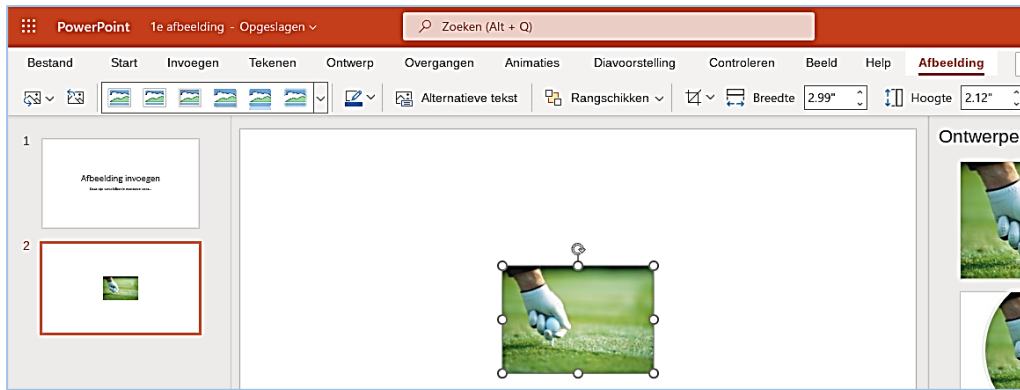 PowerPoint 1e afbeelding - Opgeslagen Zoeken (Alt + Q)
Bestand Start Invoegen Tekenen Ontwerp Overgangen Animaties Diavoorstelling Controleren Beeld Help Afbeelding
Alternatieve tekst Rangschikken Breedte 2.99" Hoogte 2.12"
Ontwerpe
1
Afbeelding invoegen
2